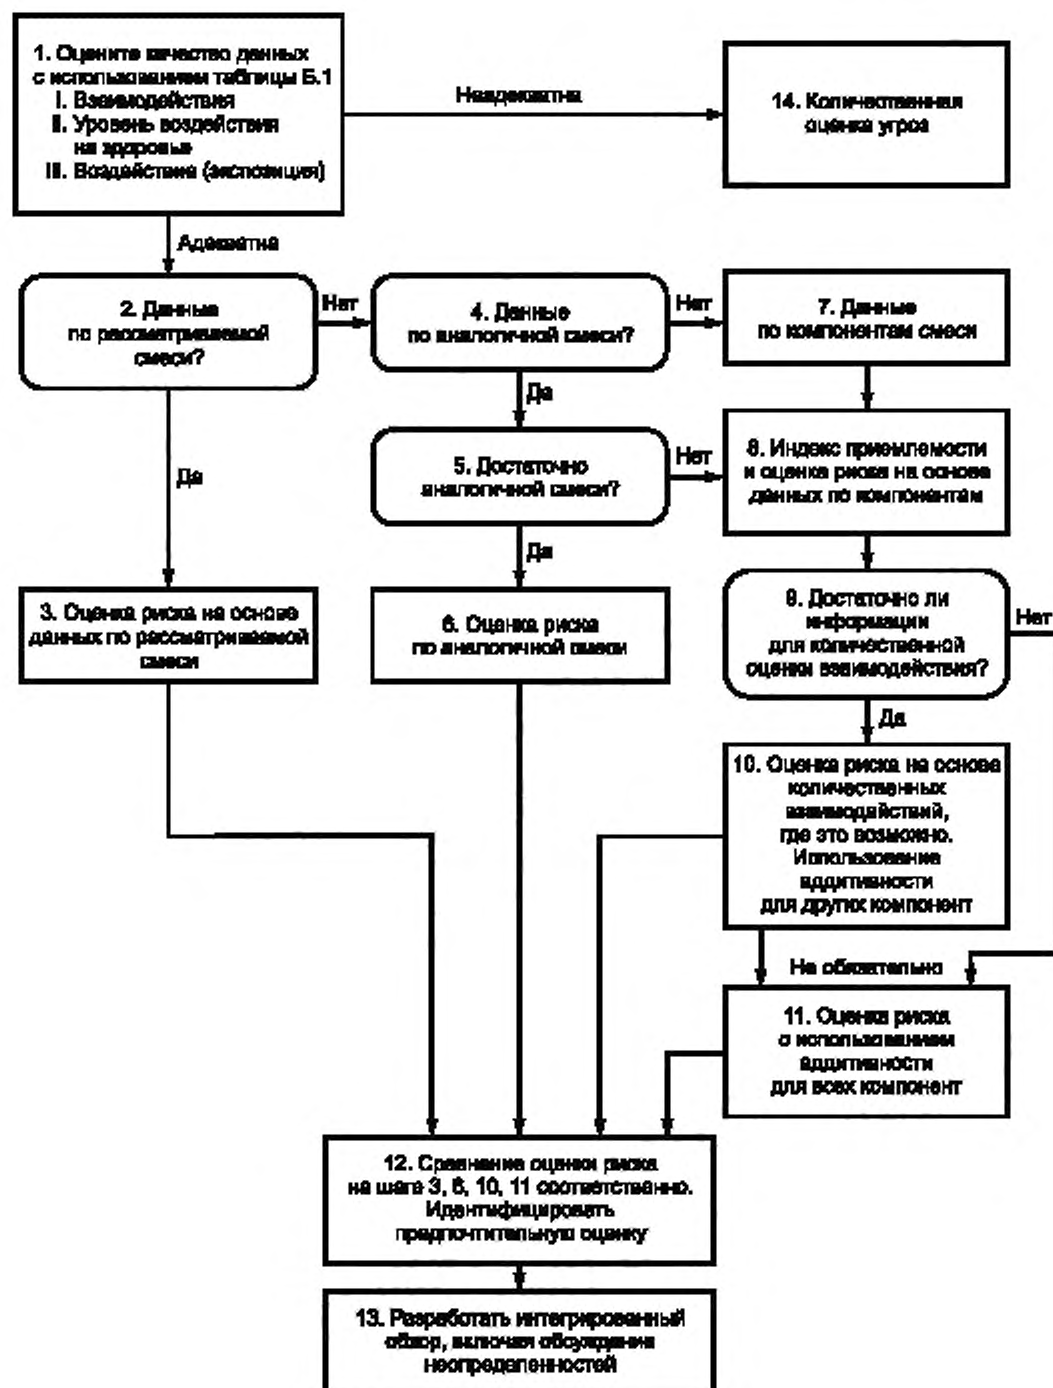 1. Оцените качество данных
с использованием таблицы Б.1
I. Взаимодействия
II. Уровень воздействия
на здоровье
III. Воздействие (экспозиция)
Неадекватна
14. Количественная
оценка угроз
Адекватна
2. Данные
по рассматриваемой
смеси?
Нет
4. Данные
по аналогичной смеси?
Нет
7. Данные
по компонентам смеси
Да
Да
5. Достаточно
аналогичной смеси?
Нет
8. Индекс приемлемости
и оценка риска на основе
данных по компонентам
Да
3. Оценка риска на основе
данных по рассматриваемой
смеси
6. Оценка риска
по аналогичной смеси
9. Достаточно ли
информации
для количественной
оценки взаимодействия?
Нет
Да
10. Оценка риска на основе
количественных
взаимодействий,
где это возможно.
Использование
аддитивности
для других компонент
Не обязательно
11. Оценка риска
с использованием
аддитивности
для всех компонент
12. Сравнение оценки риска
на шаге 3, 6, 10, 11 соответственно.
Идентифицировать
предпочтительную оценку
13. Разработать интегрированный
обзор, включая обсуждения
неопределенностей